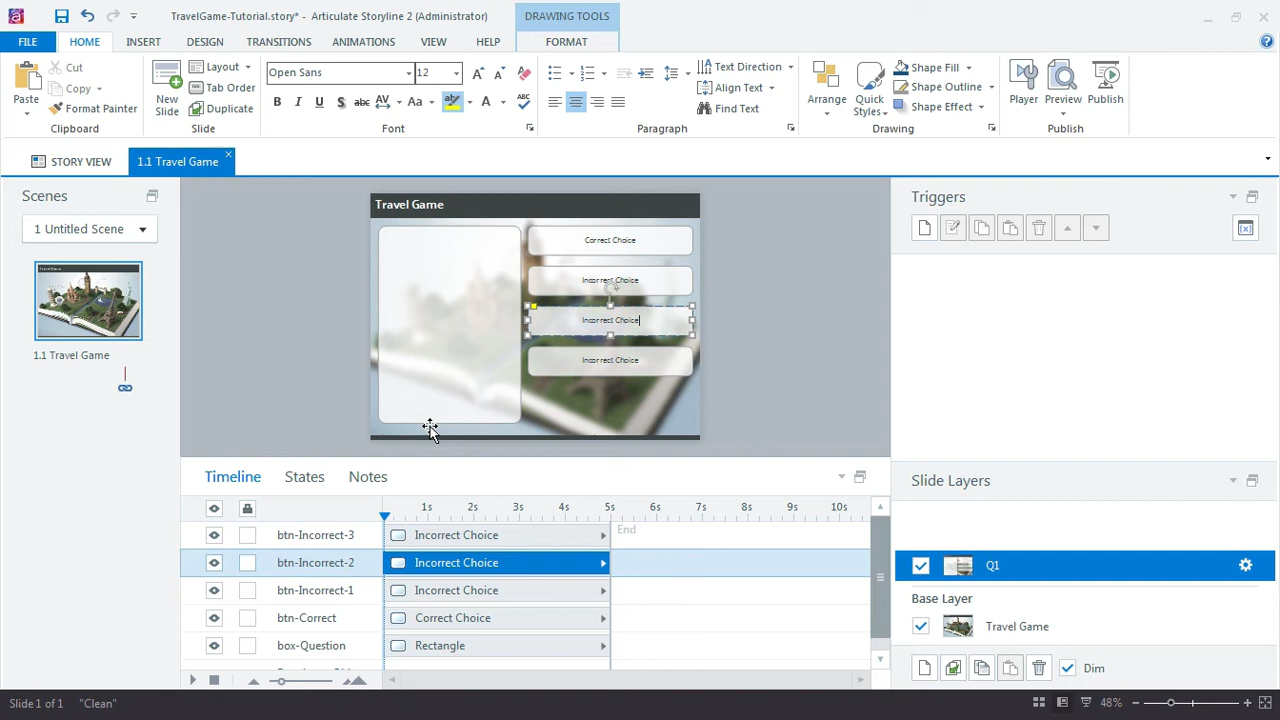 TravelGame-Tutorial.story* - Articulate Storyline 2 (Administrator)
DRAWING TOOLS
FILE
HOME
INSERT
DESIGN
TRANSITIONS
ANIMATIONS
VIEW
HELP
FORMAT
Paste
Cut
Copy
Format Painter
Clipboard
New
Slide
Layout
Tab Order
Duplicate
Slide
Open Sans
12
B I U S abc AV Aa A ABC
Font
Text Direction
Align Text
Find Text
Paragraph
Arrange
Quick
Styles
Shape Fill
Shape Outline
Shape Effect
Drawing
Player
Preview
Publish
Publish
STORY VIEW
1.1 Travel Game
Scenes
1 Untitled Scene
1.1 Travel Game
Travel Game
Correct Choice
Incorrect Choice
Incorrect Choice
Incorrect Choice
Triggers
Timeline
States
Notes
1s 2s 3s 4s 5s 6s 7s 8s 9s 10s
End
btn-Incorrect-3 Incorrect Choice
btn-Incorrect-2 Incorrect Choice
btn-Incorrect-1 Incorrect Choice
btn-Correct Correct Choice
box-Question Rectangle
Slide Layers
Q1
Base Layer
Travel Game
Dim
Slide 1 of 1
"Clean"
48%